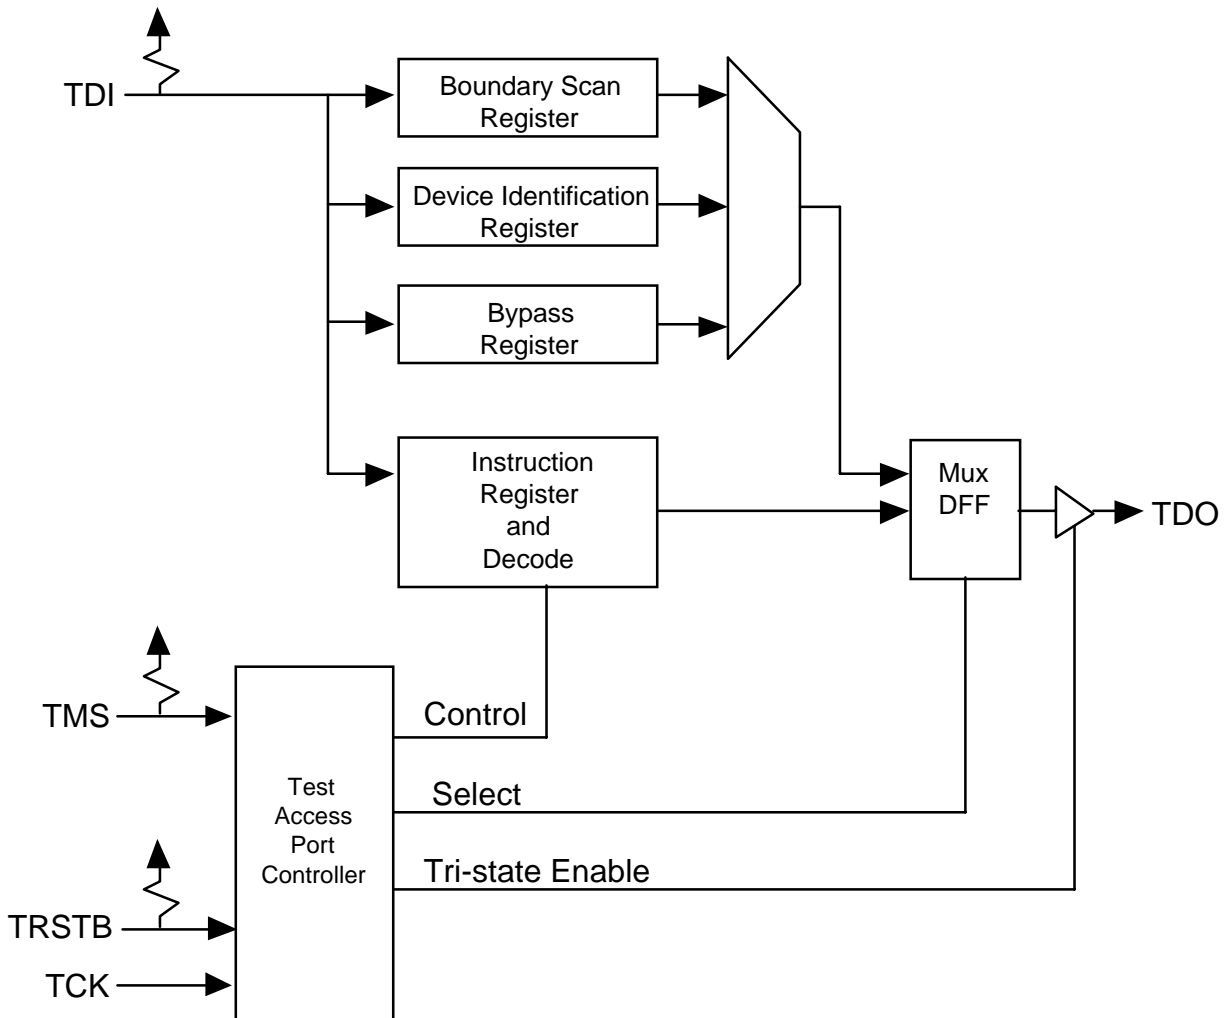 TDI
Boundary Scan
Register
Device Identification
Register
Bypass
Register
Instruction
Register
and
Decode
Mux
DFF
TDO
TMS
Control
Test
Access
Port
Controller
Select
Tri-state Enable
TRSTB
TCK